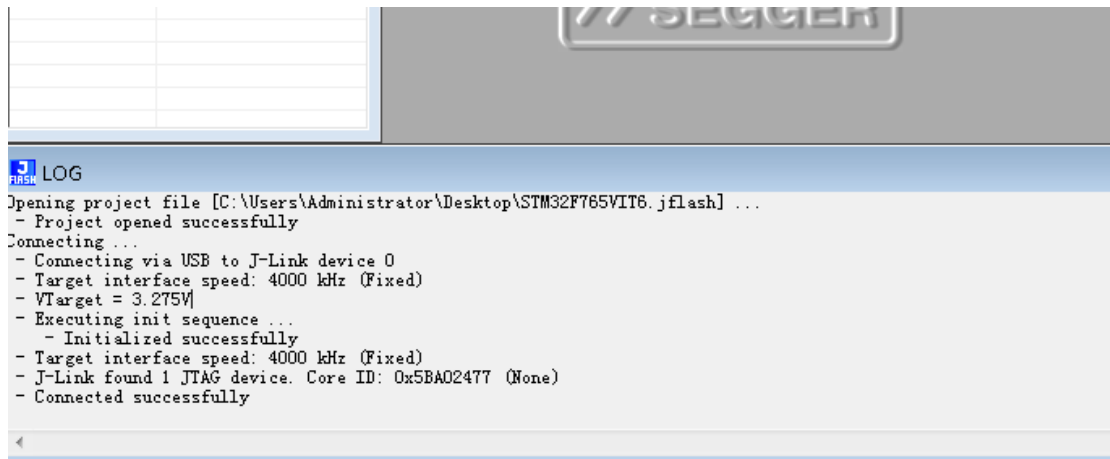 SEGGER
J FLASH LOG
Opening project file [C:\Users\Administrator\Desktop\STM32F765VIT6.jflash] ...
- Project opened successfully
Connecting ...
- Connecting via USB to J-Link device 0
- Target interface speed: 4000 kHz (Fixed)
- VTarget = 3.275V
- Executing init sequence ...
- Initialized successfully
- Target interface speed: 4000 kHz (Fixed)
- J-Link found 1 JTAG device. Core ID: 0x5BA02477 (None)
- Connected successfully